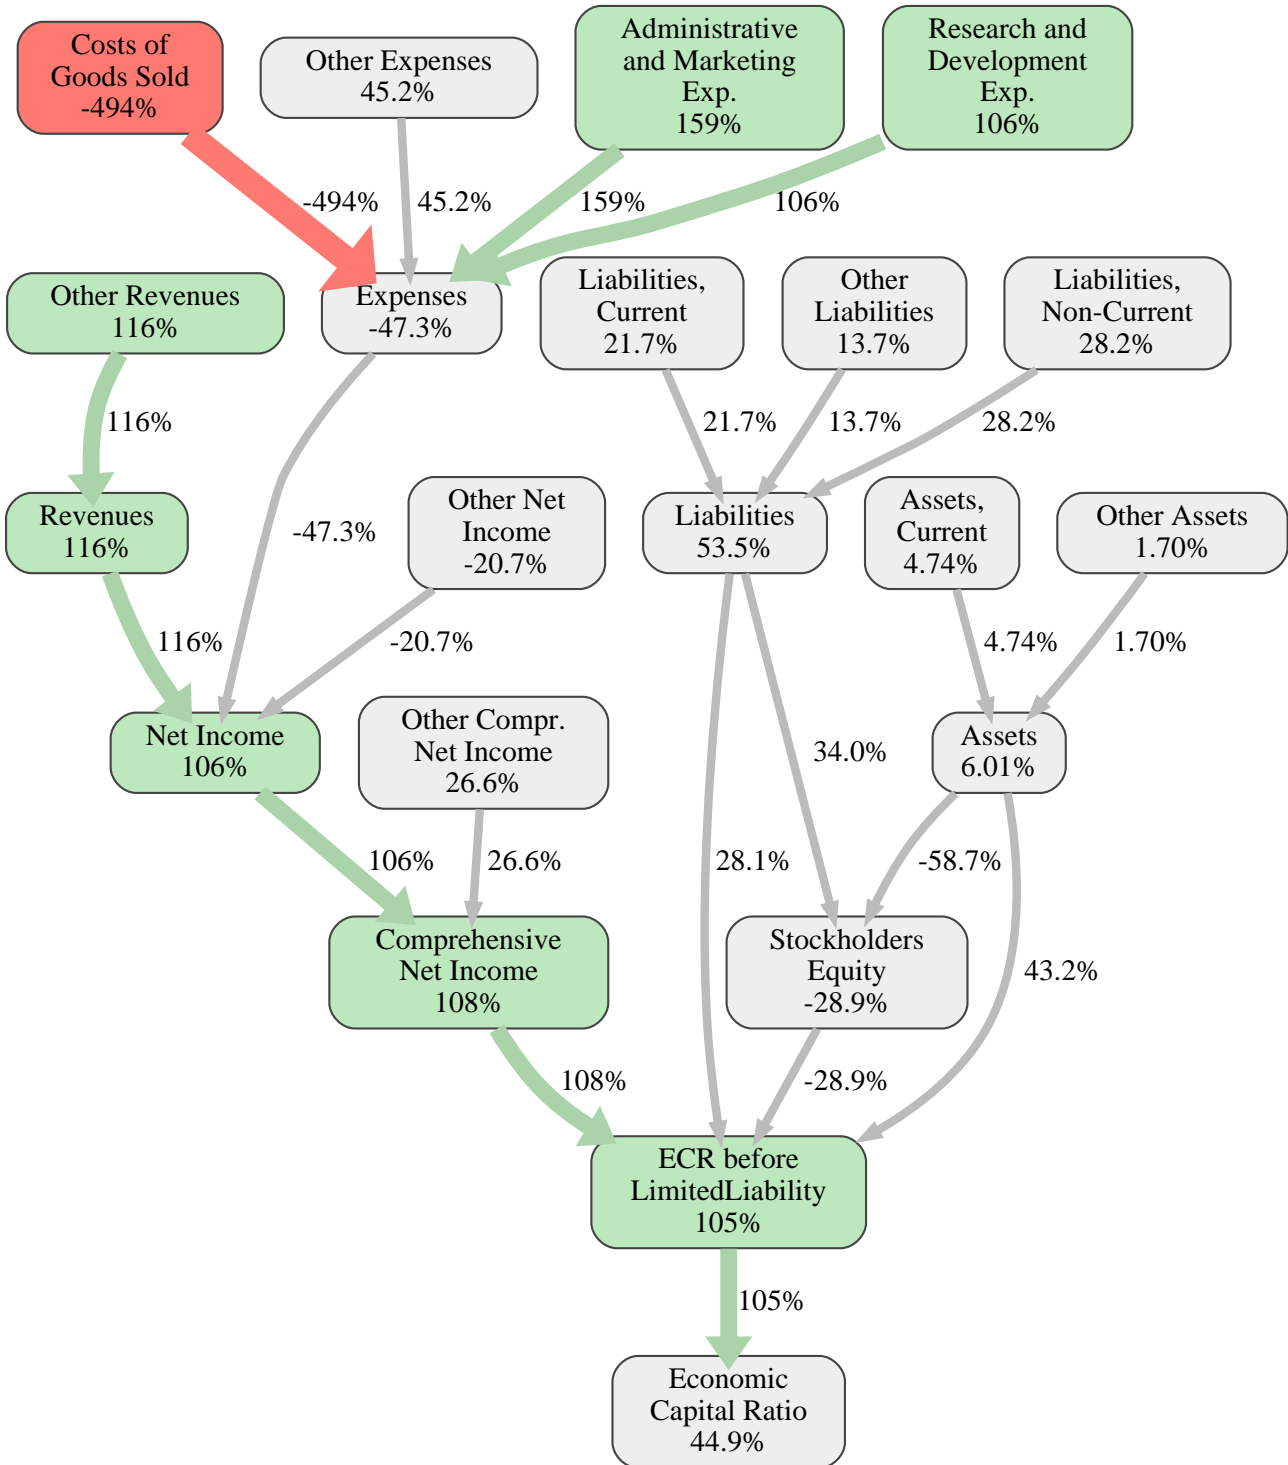 Costs of
Goods Sold
-494%
Other Expenses
45.2%
Administrative
and Marketing
Exp.
159%
Research and
Development
Exp.
106%
-494%
45.2%
159%
106%
Other Revenues
116%
Expenses
-47.3%
Liabilities,
Current
21.7%
Other
Liabilities
13.7%
Liabilities,
Non-Current
28.2%
116%
21.7%
13.7%
28.2%
Revenues
116%
-47.3%
Other Net
Income
-20.7%
Liabilities
53.5%
Assets,
Current
4.74%
Other Assets
1.70%
116%
-20.7%
4.74%
1.70%
Net Income
106%
Other Compr.
Net Income
26.6%
34.0%
Assets
6.01%
106%
26.6%
28.1%
-58.7%
Comprehensive
Net Income
108%
Stockholders
Equity
-28.9%
43.2%
108%
-28.9%
ECR before
LimitedLiability
105%
105%
Economic
Capital Ratio
44.9%